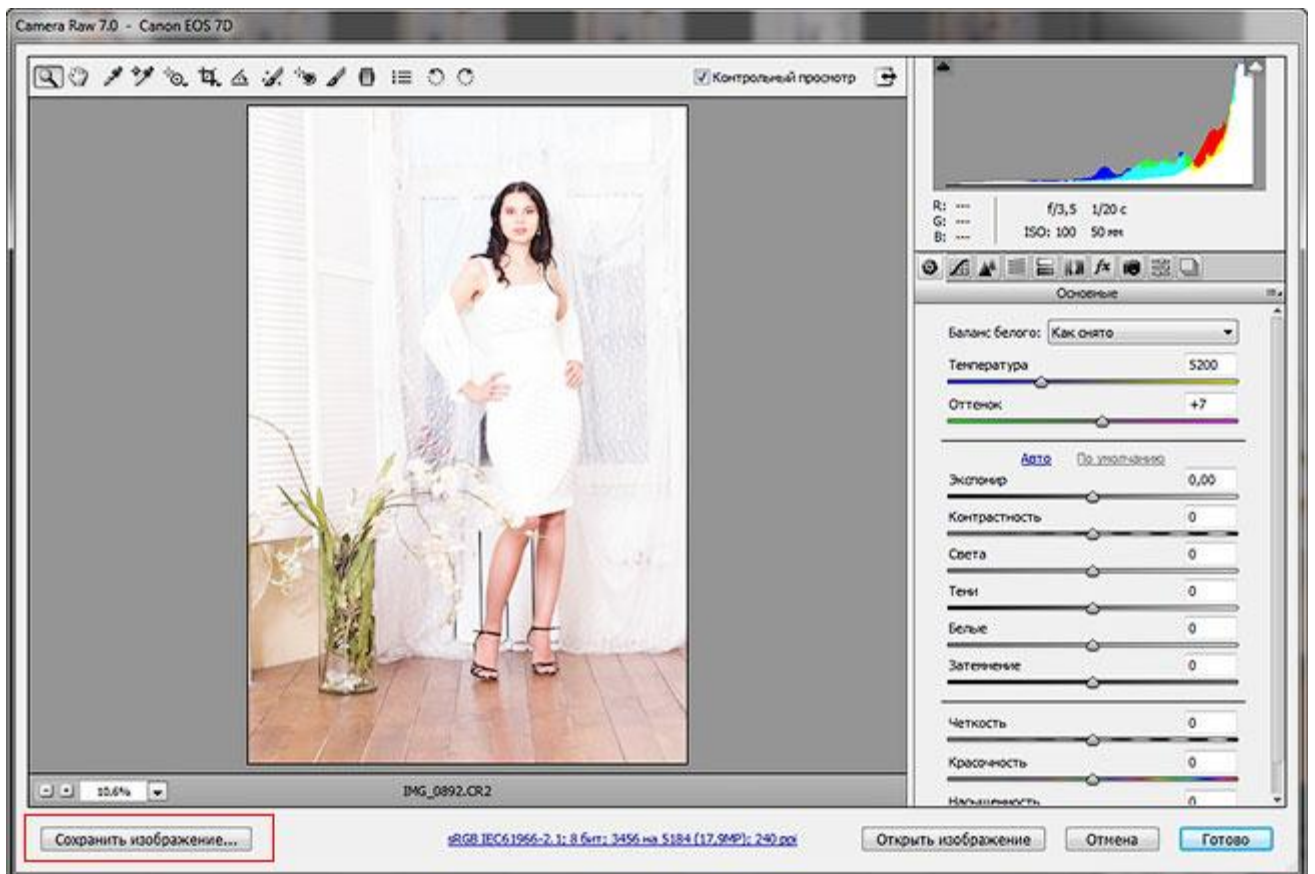 Camera Raw 7.0 - Canon EOS 7D
Контрольный просмотр
R: ---
G: ---
B: ---
f/3,5 1/20 с
ISO: 100 50 мм
Основные
Баланс белого: Как снято
Температура 5200
Оттенок +7
Авто По умолчанию
Экспонир 0,00
Контрастность 0
Света 0
Тени 0
Белые 0
Затемнение 0
Четкость 0
Красочность 0
Насыщенность 0
10.6% IMG_0892.CR2
Сохранить изображение...
sRGB IEC61966-2.1; 8 бит; 3456 на 5184 (17,9MP); 240 ppi
Открыть изображение Отмена Готово